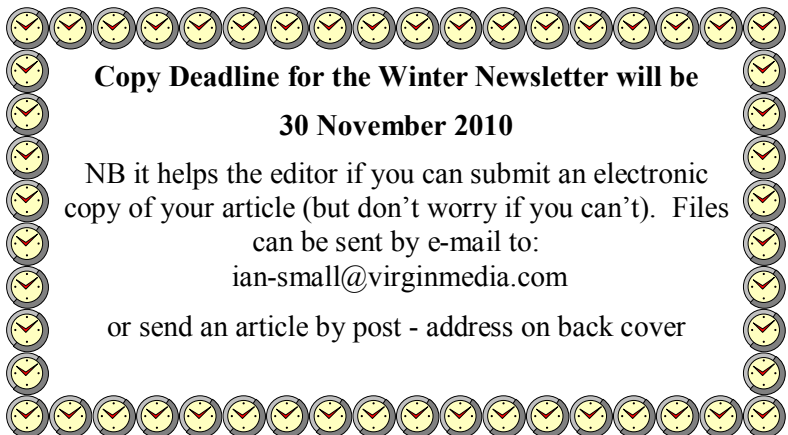 Copy Deadline for the Winter Newsletter will be
30 November 2010
NB it helps the editor if you can submit an electronic
copy of your article (but don’t worry if you can’t).  Files
can be sent by e-mail to:
ian-small@virginmedia.com
or send an article by post - address on back cover